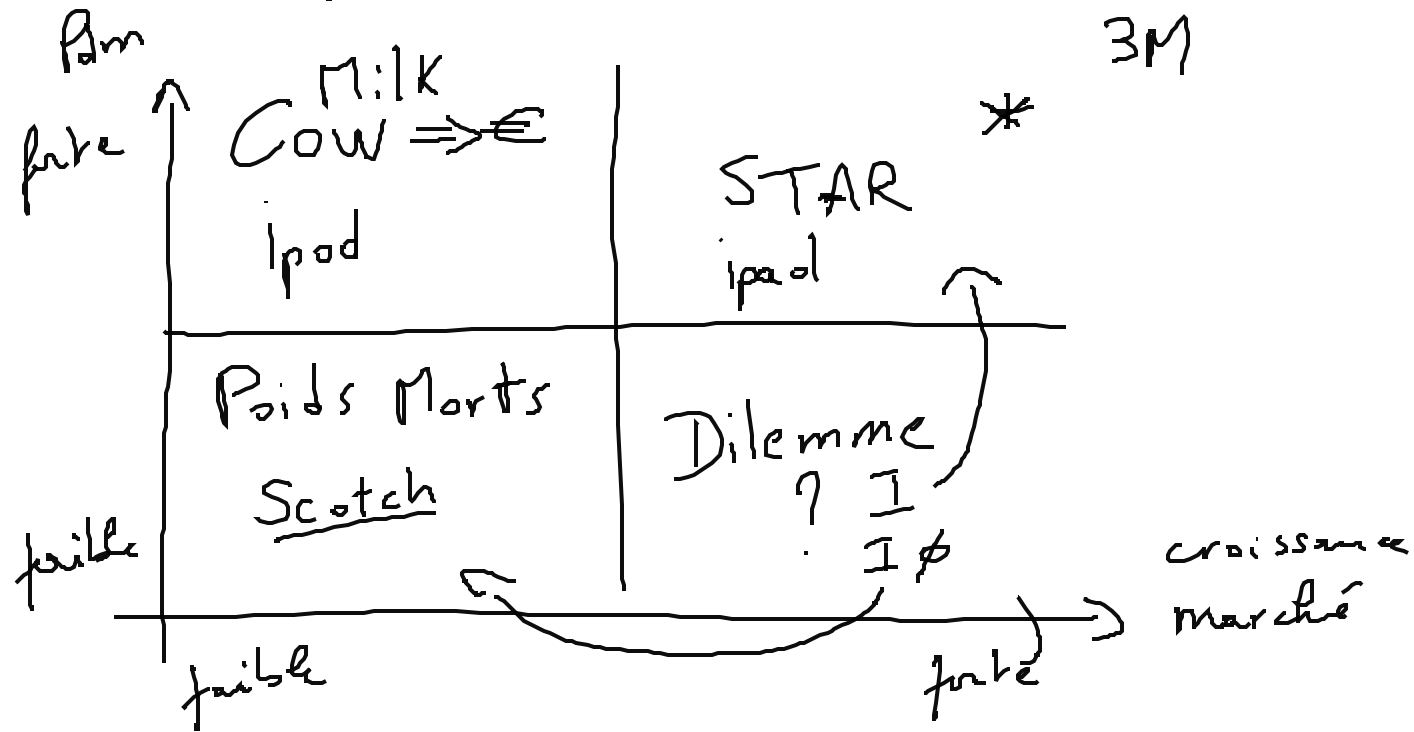 Pdm
3M
Milk
forte
Cow ⇒ €
*
STAR
ipod
ipad
Poids Morts
Dilemme
? I
Scotch
I ø
faible
croissance
marché
faible
forte